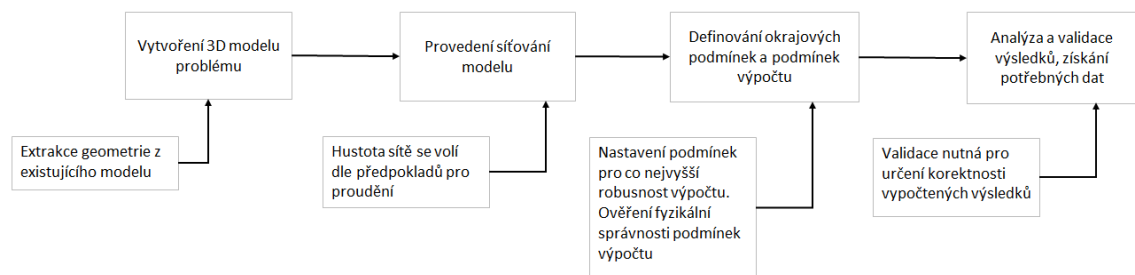 Vytvoření 3D modelu
problému
Provedení síťování
modelu
Definování okrajových
podmínek a podmínek
výpočtu
Analýza a validace
výsledků, získání
potřebných dat
Extrakce geometrie z
existujícího modelu
Hustota sítě se volí
dle předpokladů pro
proudění
Nastavení podmínek
pro co nejvyšší
robusnost výpočtu.
Ověření fyzikální
správnosti podmínek
výpočtu
Validace nutná pro
určení korektnosti
vypočtených výsledků